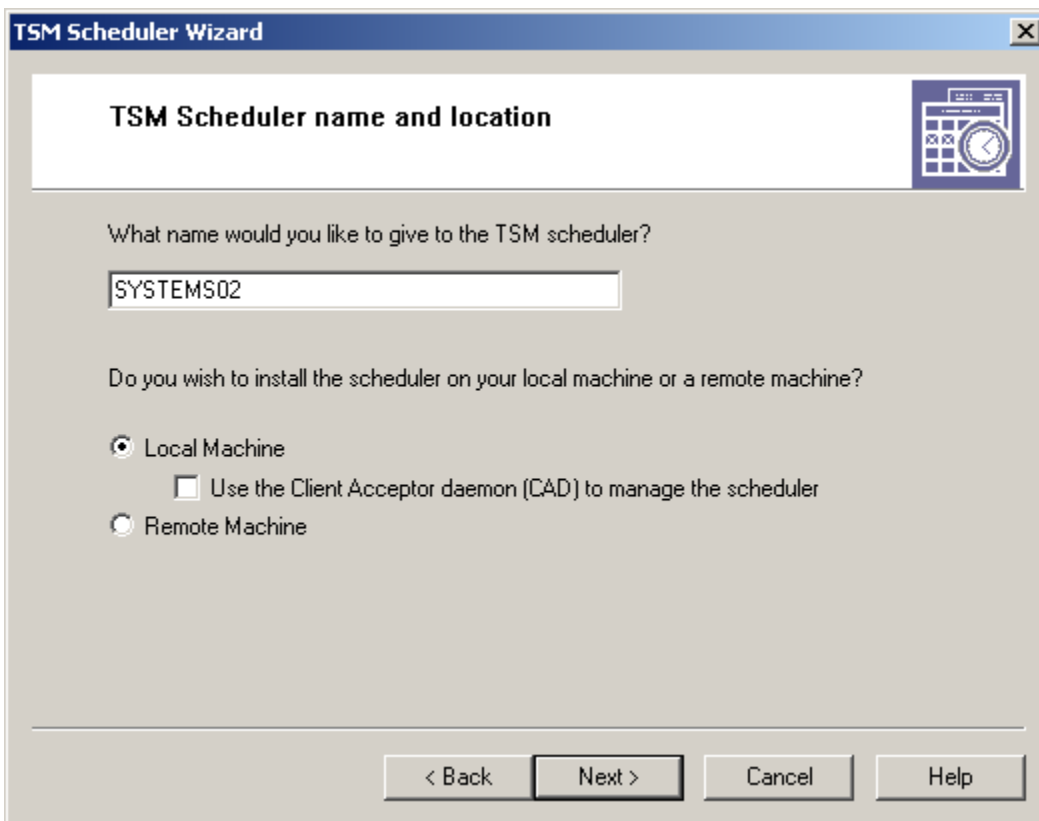 TSM Scheduler Wizard
TSM Scheduler name and location
What name would you like to give to the TSM scheduler?
SYSTEMS02
Do you wish to install the scheduler on your local machine or a remote machine?
Local Machine
Use the Client Acceptor daemon (CAD) to manage the scheduler
Remote Machine
< Back Next > Cancel Help